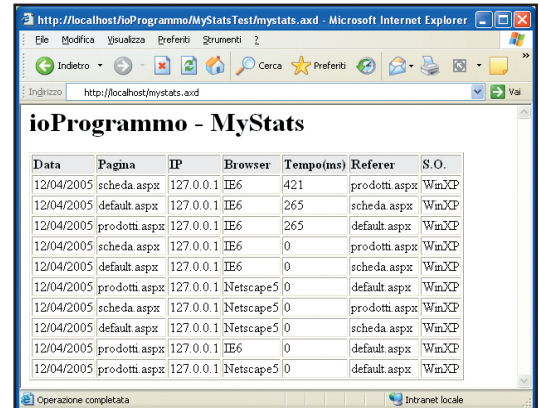 http://localhost/ioProgrammo/MyStatsTest/mystats.axd - Microsoft Internet Explorer
File Modifica Visualizza Preferiti Strumenti ?
Indietro Cerca Preferiti »
Indirizzo http://localhost/mystats.axd Vai
ioProgrammo - MyStats
Data Pagina IP Browser Tempo(ms) Referer S.O.
12/04/2005 scheda.aspx 127.0.0.1 IE6 421 prodotti.aspx WinXP
12/04/2005 default.aspx 127.0.0.1 IE6 265 scheda.aspx WinXP
12/04/2005 prodotti.aspx 127.0.0.1 IE6 265 default.aspx WinXP
12/04/2005 scheda.aspx 127.0.0.1 IE6 0 prodotti.aspx WinXP
12/04/2005 default.aspx 127.0.0.1 IE6 0 scheda.aspx WinXP
12/04/2005 prodotti.aspx 127.0.0.1 Netscape5 0 default.aspx WinXP
12/04/2005 scheda.aspx 127.0.0.1 Netscape5 0 prodotti.aspx WinXP
12/04/2005 default.aspx 127.0.0.1 Netscape5 0 scheda.aspx WinXP
12/04/2005 prodotti.aspx 127.0.0.1 IE6 0 default.aspx WinXP
12/04/2005 prodotti.aspx 127.0.0.1 Netscape5 0 default.aspx WinXP
Operazione completata Intranet locale